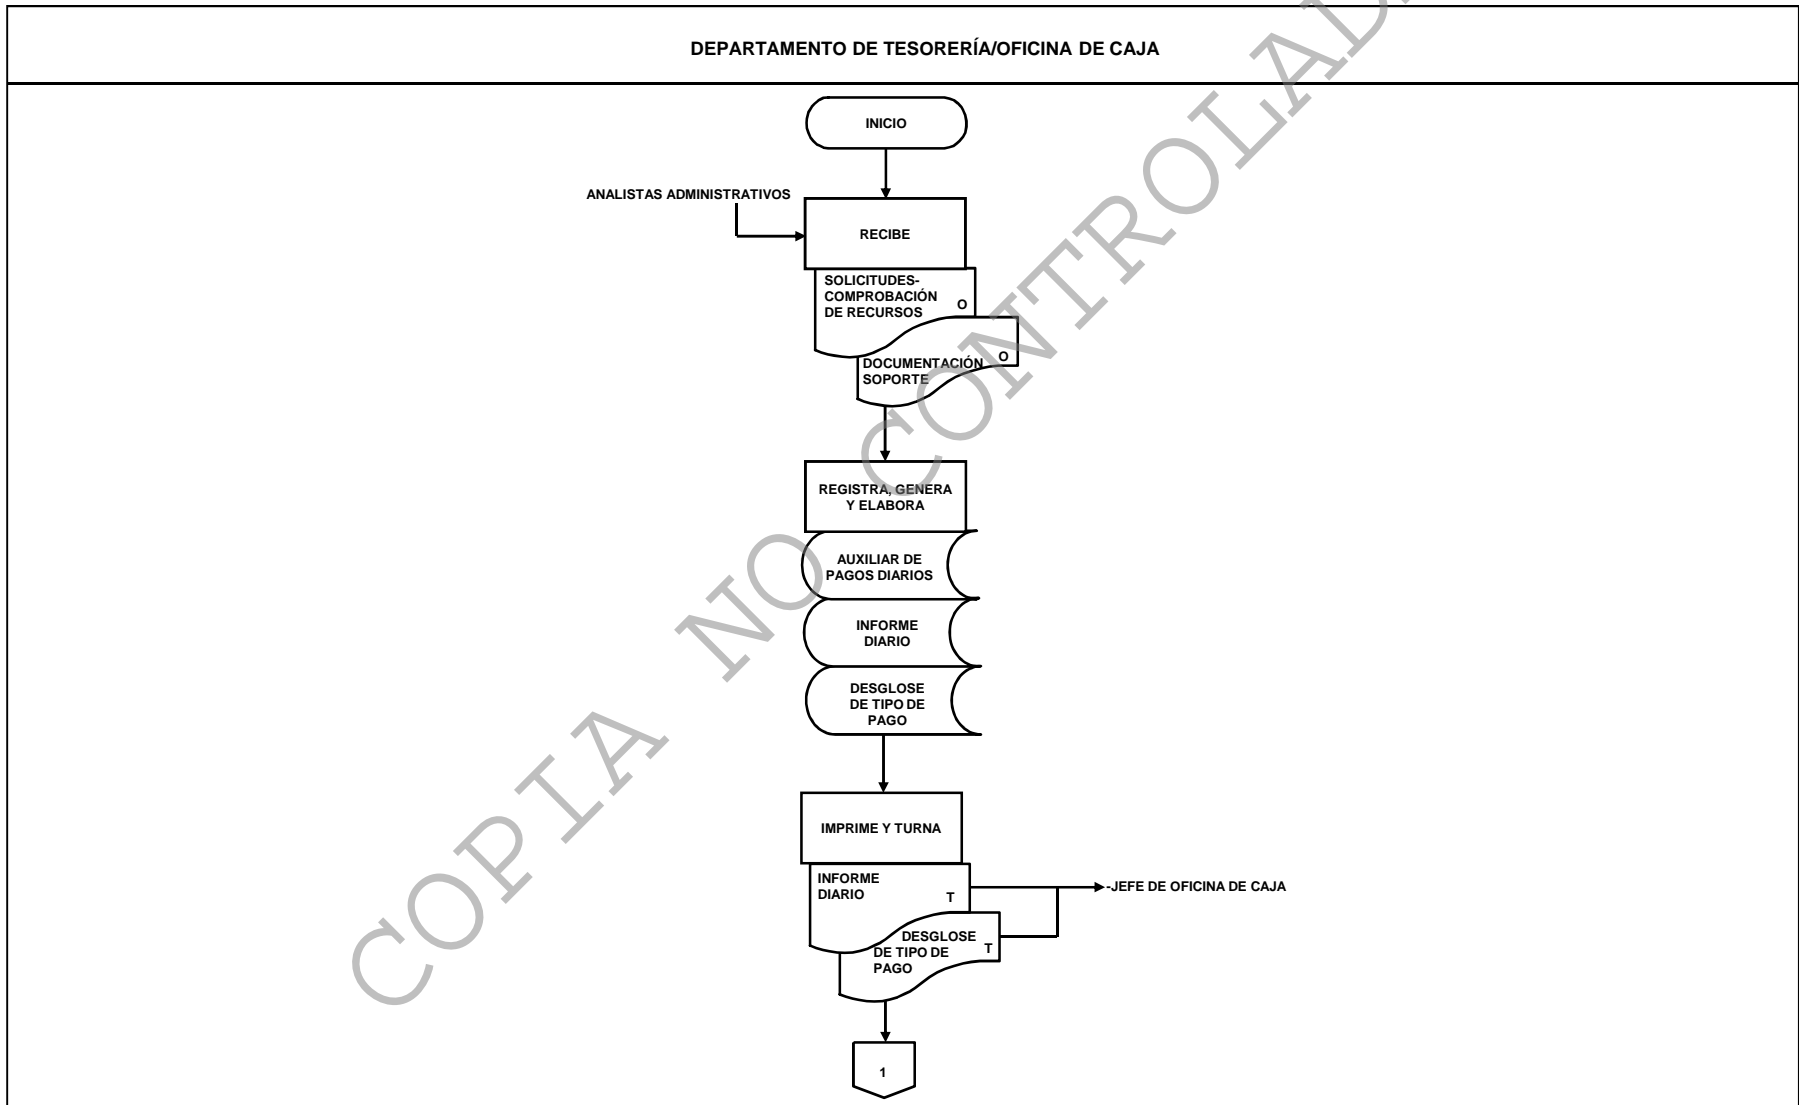 DEPARTAMENTO DE TESORERÍA/OFICINA DE CAJA
INICIO
ANALISTAS ADMINISTRATIVOS
RECIBE
SOLICITUDES-
COMPROBACIÓN
DE RECURSOS
O
DOCUMENTACIÓN
SOPORTE
O
REGISTRA, GENERA
Y ELABORA
AUXILIAR DE
PAGOS DIARIOS
INFORME
DIARIO
DESGLOSE
DE TIPO DE
PAGO
IMPRIME Y TURNA
INFORME
DIARIO
T
-JEFE DE OFICINA DE CAJA
DESGLOSE
DE TIPO DE
PAGO
T
1
COPIA NO CONTROLAD